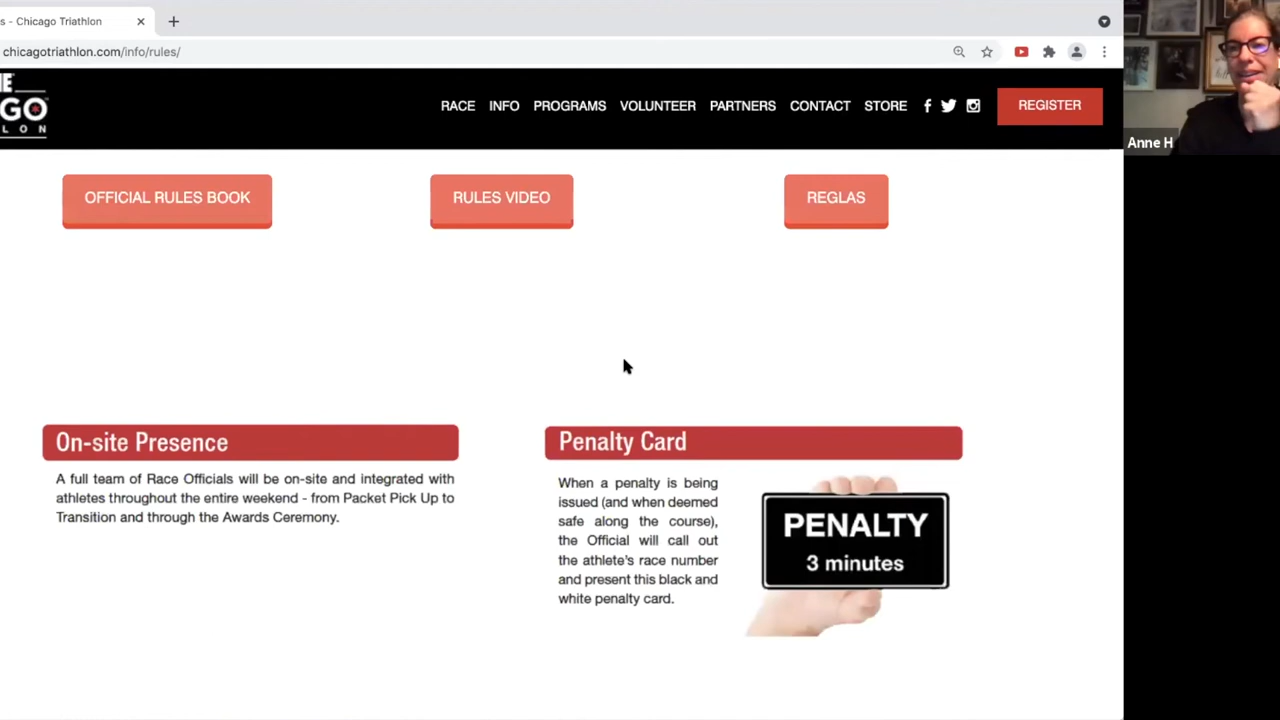 s - Chicago Triathlon
chicagotriathlon.com/info/rules/
RACE INFO PROGRAMS VOLUNTEER PARTNERS CONTACT STORE REGISTER
Anne H
OFFICIAL RULES BOOK RULES VIDEO REGLAS
On-site Presence
A full team of Race Officials will be on-site and integrated with
athletes throughout the entire weekend - from Packet Pick Up to
Transition and through the Awards Ceremony.
Penalty Card
When a penalty is being
issued (and when deemed
safe along the course),
the Official will call out
the athlete's race number
and present this black and
white penalty card.
PENALTY
3 minutes